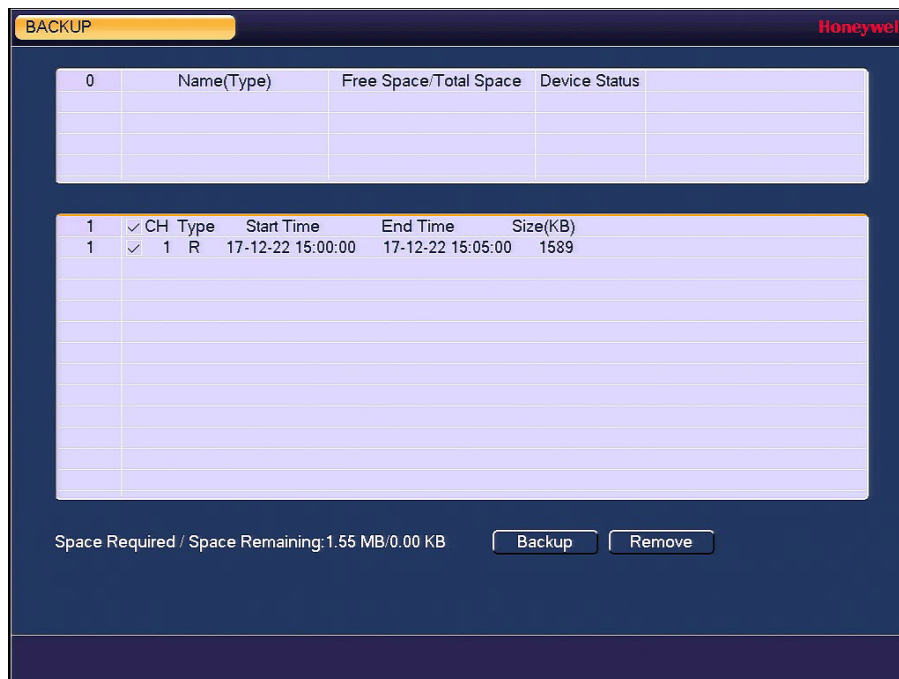 BACKUP
Honeywel
0 Name(Type) Free Space/Total Space Device Status
1 CH Type Start Time End Time Size(KB)
1 1 R 17-12-22 15:00:00 17-12-22 15:05:00 1589
Space Required / Space Remaining:1.55 MB/0.00 KB Backup Remove